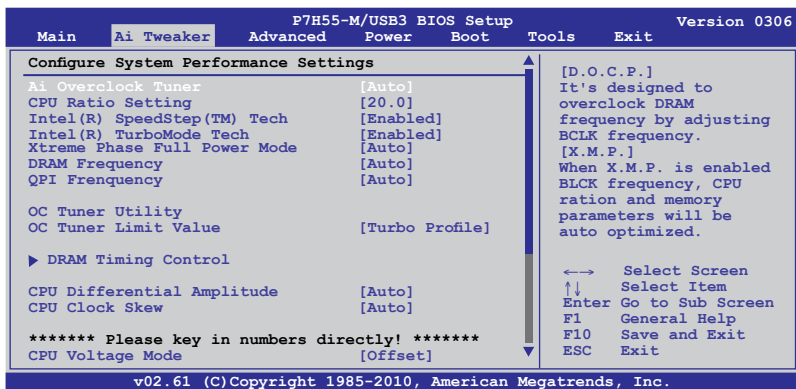 P7H55-M/USB3 BIOS Setup Version 0306
Main Ai Tweaker Advanced Power Boot Tools Exit
Configure System Performance Settings
Ai Overclock Tuner [Auto]
CPU Ratio Setting [20.0]
Intel(R) SpeedStep(TM) Tech [Enabled]
Intel(R) TurboMode Tech [Enabled]
Xtreme Phase Full Power Mode [Auto]
DRAM Frequency [Auto]
QPI Frenquency [Auto]
OC Tuner Utility
OC Tuner Limit Value [Turbo Profile]
DRAM Timing Control
CPU Differential Amplitude [Auto]
CPU Clock Skew [Auto]
******* Please key in numbers directly! *******
CPU Voltage Mode [Offset]
[D.O.C.P.]
It's designed to
overclock DRAM
frequency by adjusting
BCLK frequency.
[X.M.P.]
When X.M.P. is enabled
BLCK frequency, CPU
ration and memory
parameters will be
auto optimized.
←→ Select Screen
↑↓ Select Item
Enter Go to Sub Screen
F1 General Help
F10 Save and Exit
ESC Exit
v02.61 (C)Copyright 1985-2010, American Megatrends, Inc.